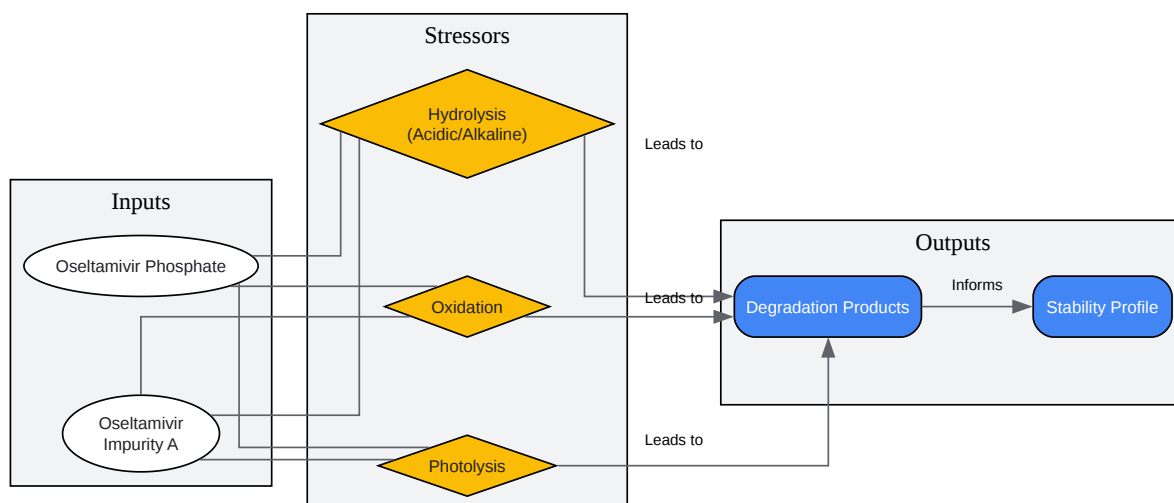 Stressors
Hydrolysis
(Acidic/Alkaline)
Leads to
Inputs
Oseltamivir Phosphate
Outputs
Oxidation
Leads to
Degradation Products
Informs
Stability Profile
Oseltamivir
Impurity A
Photolysis
Leads to